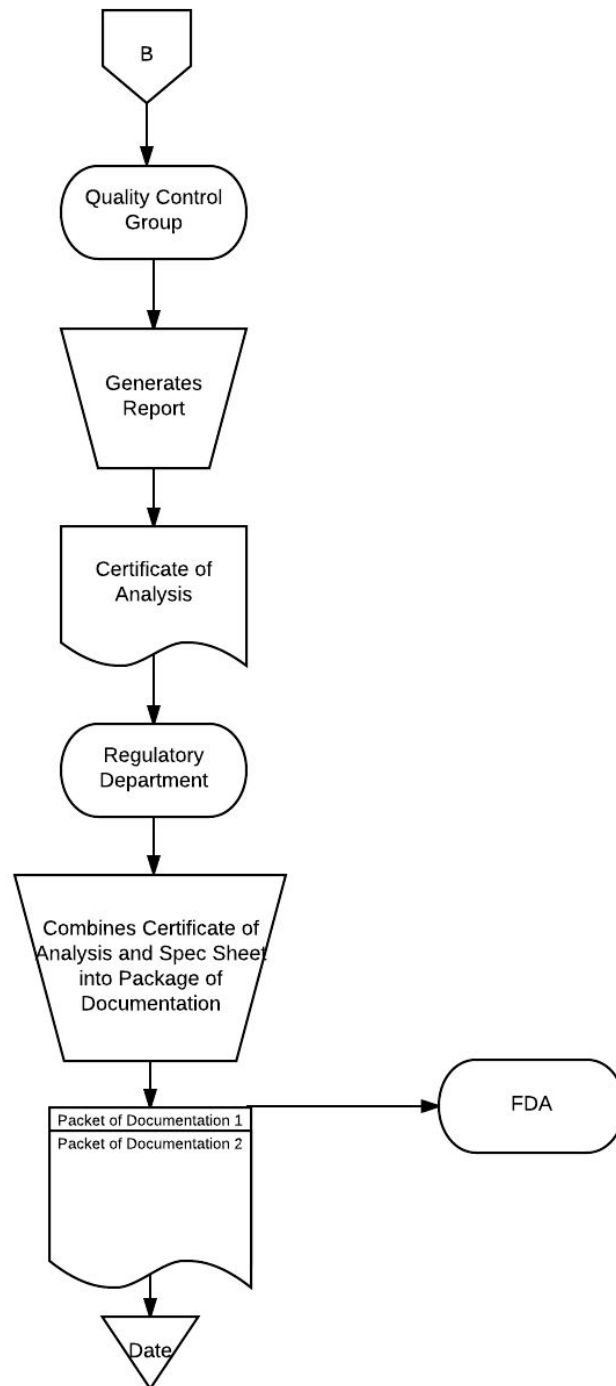 B
Quality Control
Group
Generates
Report
Certificate of
Analysis
Regulatory
Department
Combines Certificate of
Analysis and Spec Sheet
into Package of
Documentation
Packet of Documentation 1
FDA
Packet of Documentation 2
Date